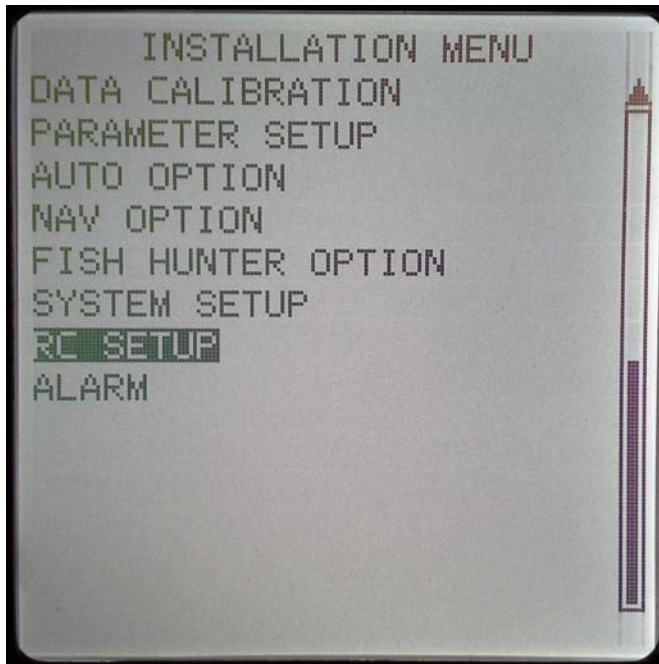 INSTALLATION MENU
DATA CALIBRATION
PARAMETER SETUP
AUTO OPTION
NAV OPTION
FISH HUNTER OPTION
SYSTEM SETUP
RC SETUP
ALARM